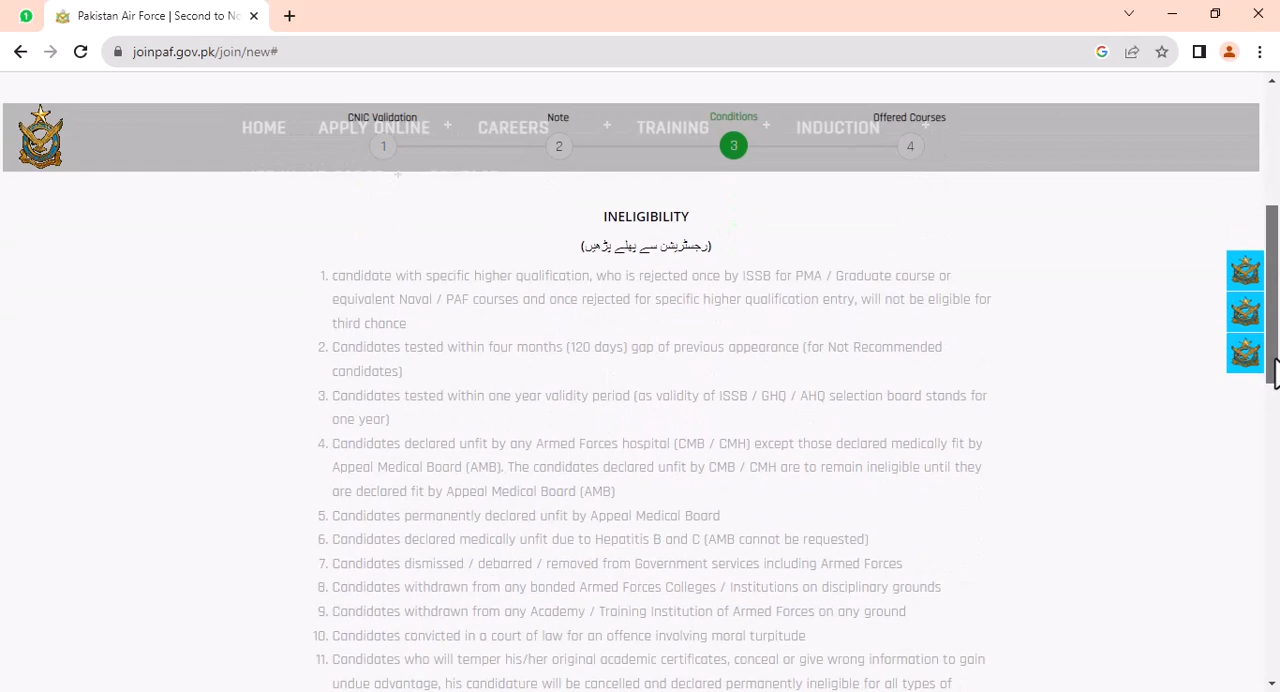 1
Pakistan Air Force | Second to No
joinpaf.gov.pk/join/new#
CNIC Validation Note Conditions Offered Courses
HOME APPLY ONLINE + CAREERS + TRAINING + INDUCTION +
1 2 3 4
INELIGIBILITY
(رجسٹریشن سے پہلے پڑھیں)
1. candidate with specific higher qualification, who is rejected once by ISSB for PMA / Graduate course or
equivalent Naval / PAF courses and once rejected for specific higher qualification entry, will not be eligible for
third chance
2. Candidates tested within four months (120 days) gap of previous appearance (for Not Recommended
candidates)
3. Candidates tested within one year validity period (as validity of ISSB / GHQ / AHQ selection board stands for
one year)
4. Candidates declared unfit by any Armed Forces hospital (CMB / CMH) except those declared medically fit by
Appeal Medical Board (AMB). The candidates declared unfit by CMB / CMH are to remain ineligible until they
are declared fit by Appeal Medical Board (AMB)
5. Candidates permanently declared unfit by Appeal Medical Board
6. Candidates declared medically unfit due to Hepatitis B and C (AMB cannot be requested)
7. Candidates dismissed / debarred / removed from Government services including Armed Forces
8. Candidates withdrawn from any bonded Armed Forces Colleges / Institutions on disciplinary grounds
9. Candidates withdrawn from any Academy / Training Institution of Armed Forces on any ground
10. Candidates convicted in a court of law for an offence involving moral turpitude
11. Candidates who will temper his/her original academic certificates, conceal or give wrong information to gain
undue advantage, his candidature will be cancelled and declared permanently ineligible for all types of